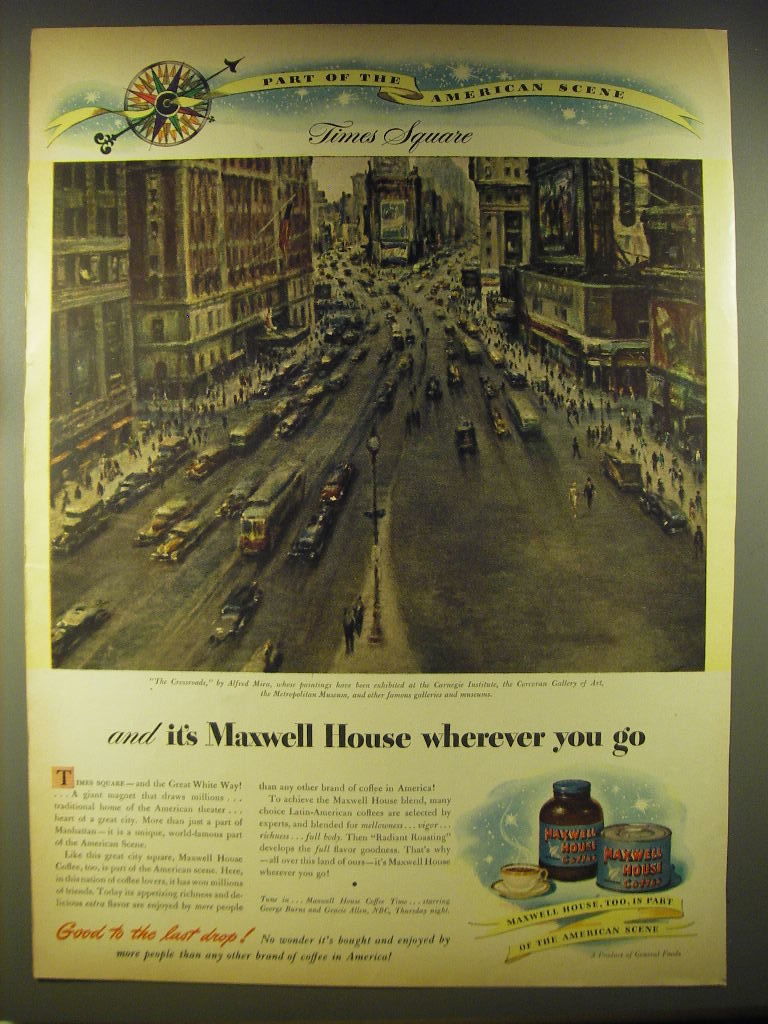 PART OF THE AMERICAN SCENE
Times Square
"The Crossroads," by Alfred Mira, whose paintings have been exhibited at the Carnegie Institute, the Corcoran Gallery of Art,
the Metropolitan Museum, and other famous galleries and museums.
and it's Maxwell House wherever you go
TIMES SQUARE—and the Great White Way!
...A giant magnet that draws millions...
traditional home of the American theater...
heart of a great city. More than just a part of
Manhattan—it is a unique, world-famous part
of the American Scene.
Like this great city square, Maxwell House
Coffee, too, is part of the American scene. Here,
in this nation of coffee lovers, it has won millions
of friends. Today its appetizing richness and de-
licious extra flavor are enjoyed by more people
than any other brand of coffee in America!
To achieve the Maxwell House blend, many
choice Latin-American coffees are selected by
experts, and blended for mellowness...vigor...
richness...full body. Then "Radiant Roasting"
develops the full flavor goodness. That's why
—all over this land of ours—it's Maxwell House
wherever you go!
Tune in... Maxwell House Coffee Time...starring
George Burns and Gracie Allen, NBC, Thursday night.
Good to the last drop! No wonder it's bought and enjoyed by
more people than any other brand of coffee in America!
MAXWELL
HOUSE
Coffee
MAXWELL
HOUSE
Coffee
MAXWELL HOUSE, TOO, IS PART
OF THE AMERICAN SCENE
A Product of General Foods